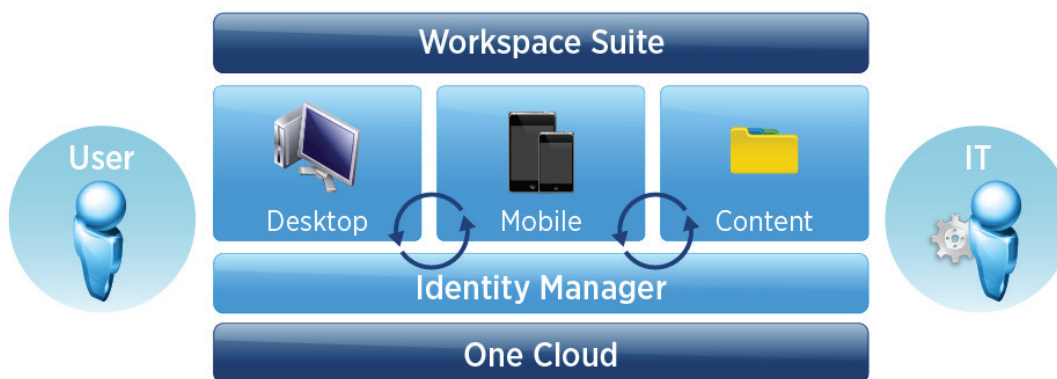 Workspace Suite
User
Desktop
Mobile
Content
IT
Identity Manager
One Cloud